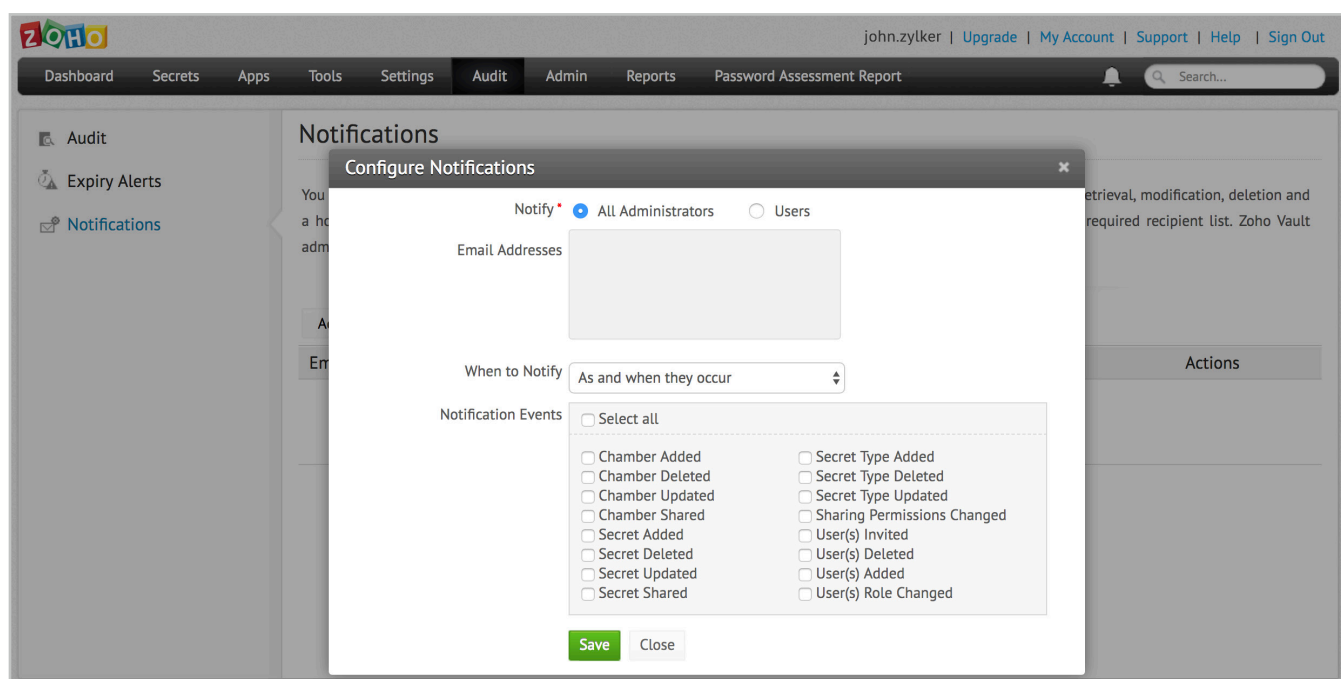 ZOHO
john.zylker | Upgrade | My Account | Support | Help | Sign Out
Dashboard Secrets Apps Tools Settings Audit Admin Reports Password Assessment Report Search...
Audit
Expiry Alerts
Notifications
Notifications
You
etrieval, modification, deletion and
a ho
required recipient list. Zoho Vault
adm
Configure Notifications
Notify* All Administrators Users
Email Addresses
When to Notify As and when they occur
Notification Events Select all
Chamber Added Secret Type Added
Chamber Deleted Secret Type Deleted
Chamber Updated Secret Type Updated
Chamber Shared Sharing Permissions Changed
Secret Added User(s) Invited
Secret Deleted User(s) Deleted
Secret Updated User(s) Added
Secret Shared User(s) Role Changed
Save Close
Em
Actions